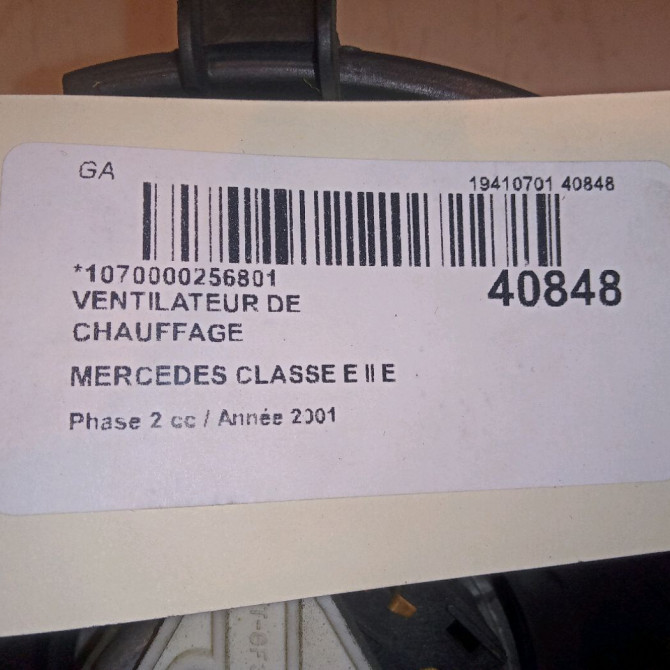 GA
19410701 40848
*1070000256801
40848
VENTILATEUR DE
CHAUFFAGE
MERCEDES CLASSE E II E
Phase 2 cc / Année 2001